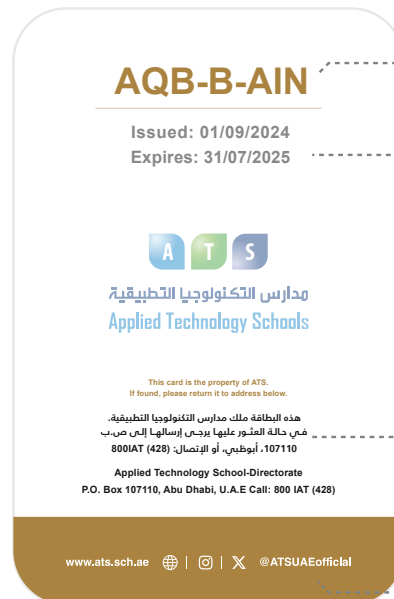 AQB-B-AIN
Issued: 01/09/2024
Expires: 31/07/2025
A T S
مدارس التكنولوجيا التطبيقية
Applied Technology Schools
This card is the property of ATS.
If found, please return it to address below.
هذه البطاقة ملك مدارس التكنولوجيا التطبيقية.
في حالة العثور عليها يرجى إرسالها إلى ص.ب
107110، أبوظبي، أو الإتصال: 800IAT (428)
Applied Technology School-Directorate
P.O. Box 107110, Abu Dhabi, U.A.E Call: 800 IAT (428)
www.ats.sch.ae | | X @ATSUAEofficial